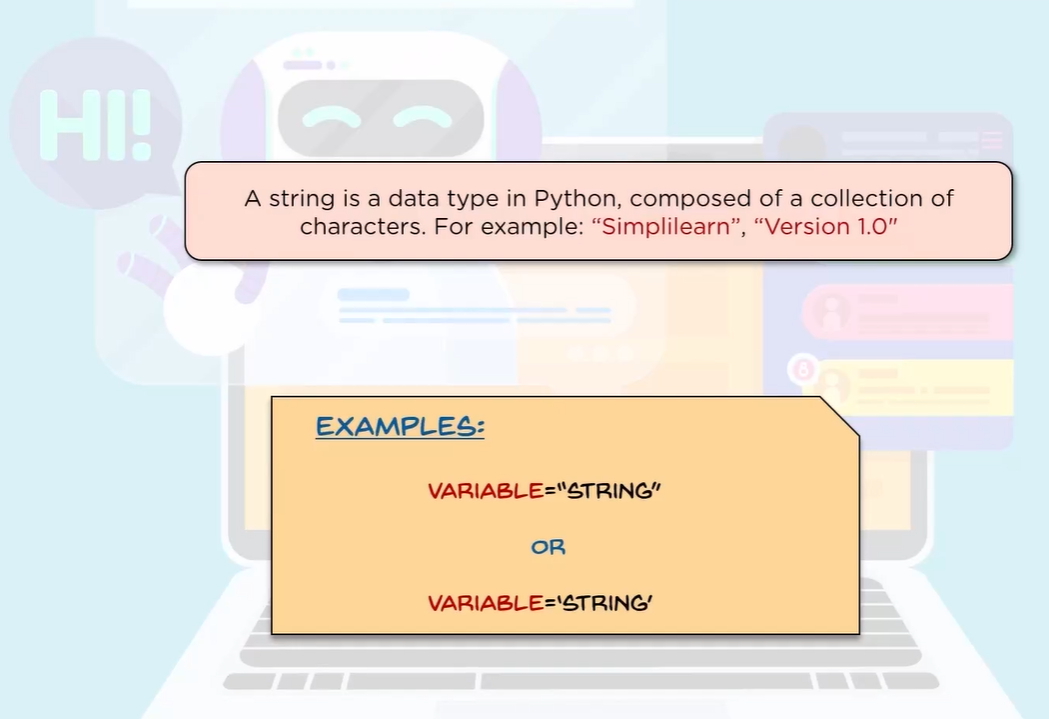 HI!
A string is a data type in Python, composed of a collection of
characters. For example: “Simplilearn”, “Version 1.0"
EXAMPLES:
VARIABLE="STRING"
OR
VARIABLE='STRING'
8